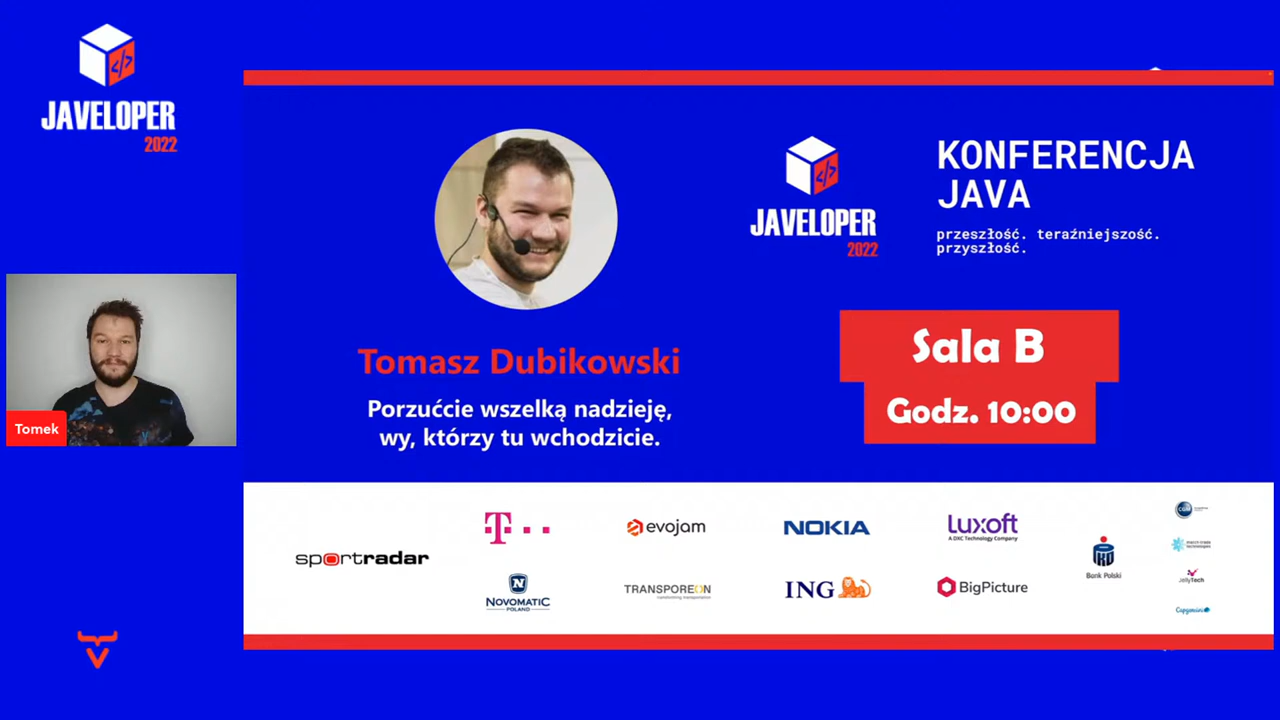 JAVELOPER
2022
Tomek
Tomasz Dubikowski
Porzućcie wszelką nadzieję,
wy, którzy tu wchodzicie.
JAVELOPER
2022
KONFERENCJA
JAVA
przeszłość. teraźniejszość.
przyszłość.
Sala B
Godz. 10:00
sportradar
T
NOVOMATIC
POLAND
evojam
TRANSPOREON
NOKIA
ING
Luxoft
A DXC Technology Company
BigPicture
Bank Polski
CGM
JellyTech
Capgemini